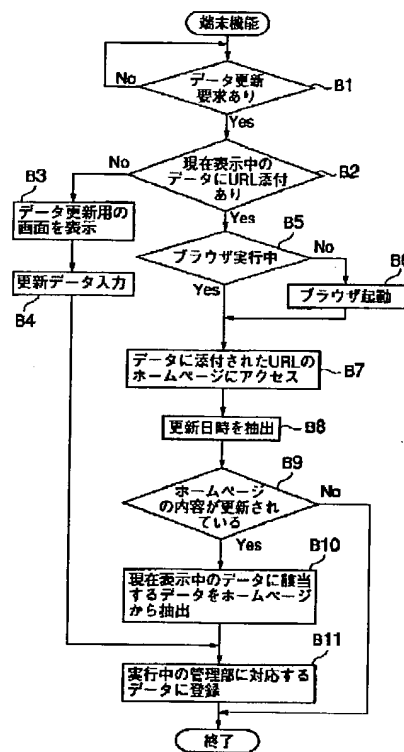 端末機能
No
データ更新
要求あり
B1
Yes
No
現在表示中の
データにURL添付
あり
B2
B3
Yes
B5
データ更新用の
画面を表示
ブラウザ実行中
No
B6
更新データ入力
Yes
ブラウザ起動
B4
データに添付されたURLの
ホームページにアクセス
B7
更新日時を抽出
B8
B9
ホームページ
の内容が更新され
ている
No
Yes
B10
現在表示中のデータに該当
するデータをホームページ
から抽出
B11
実行中の管理部に対応する
データに登録
終了